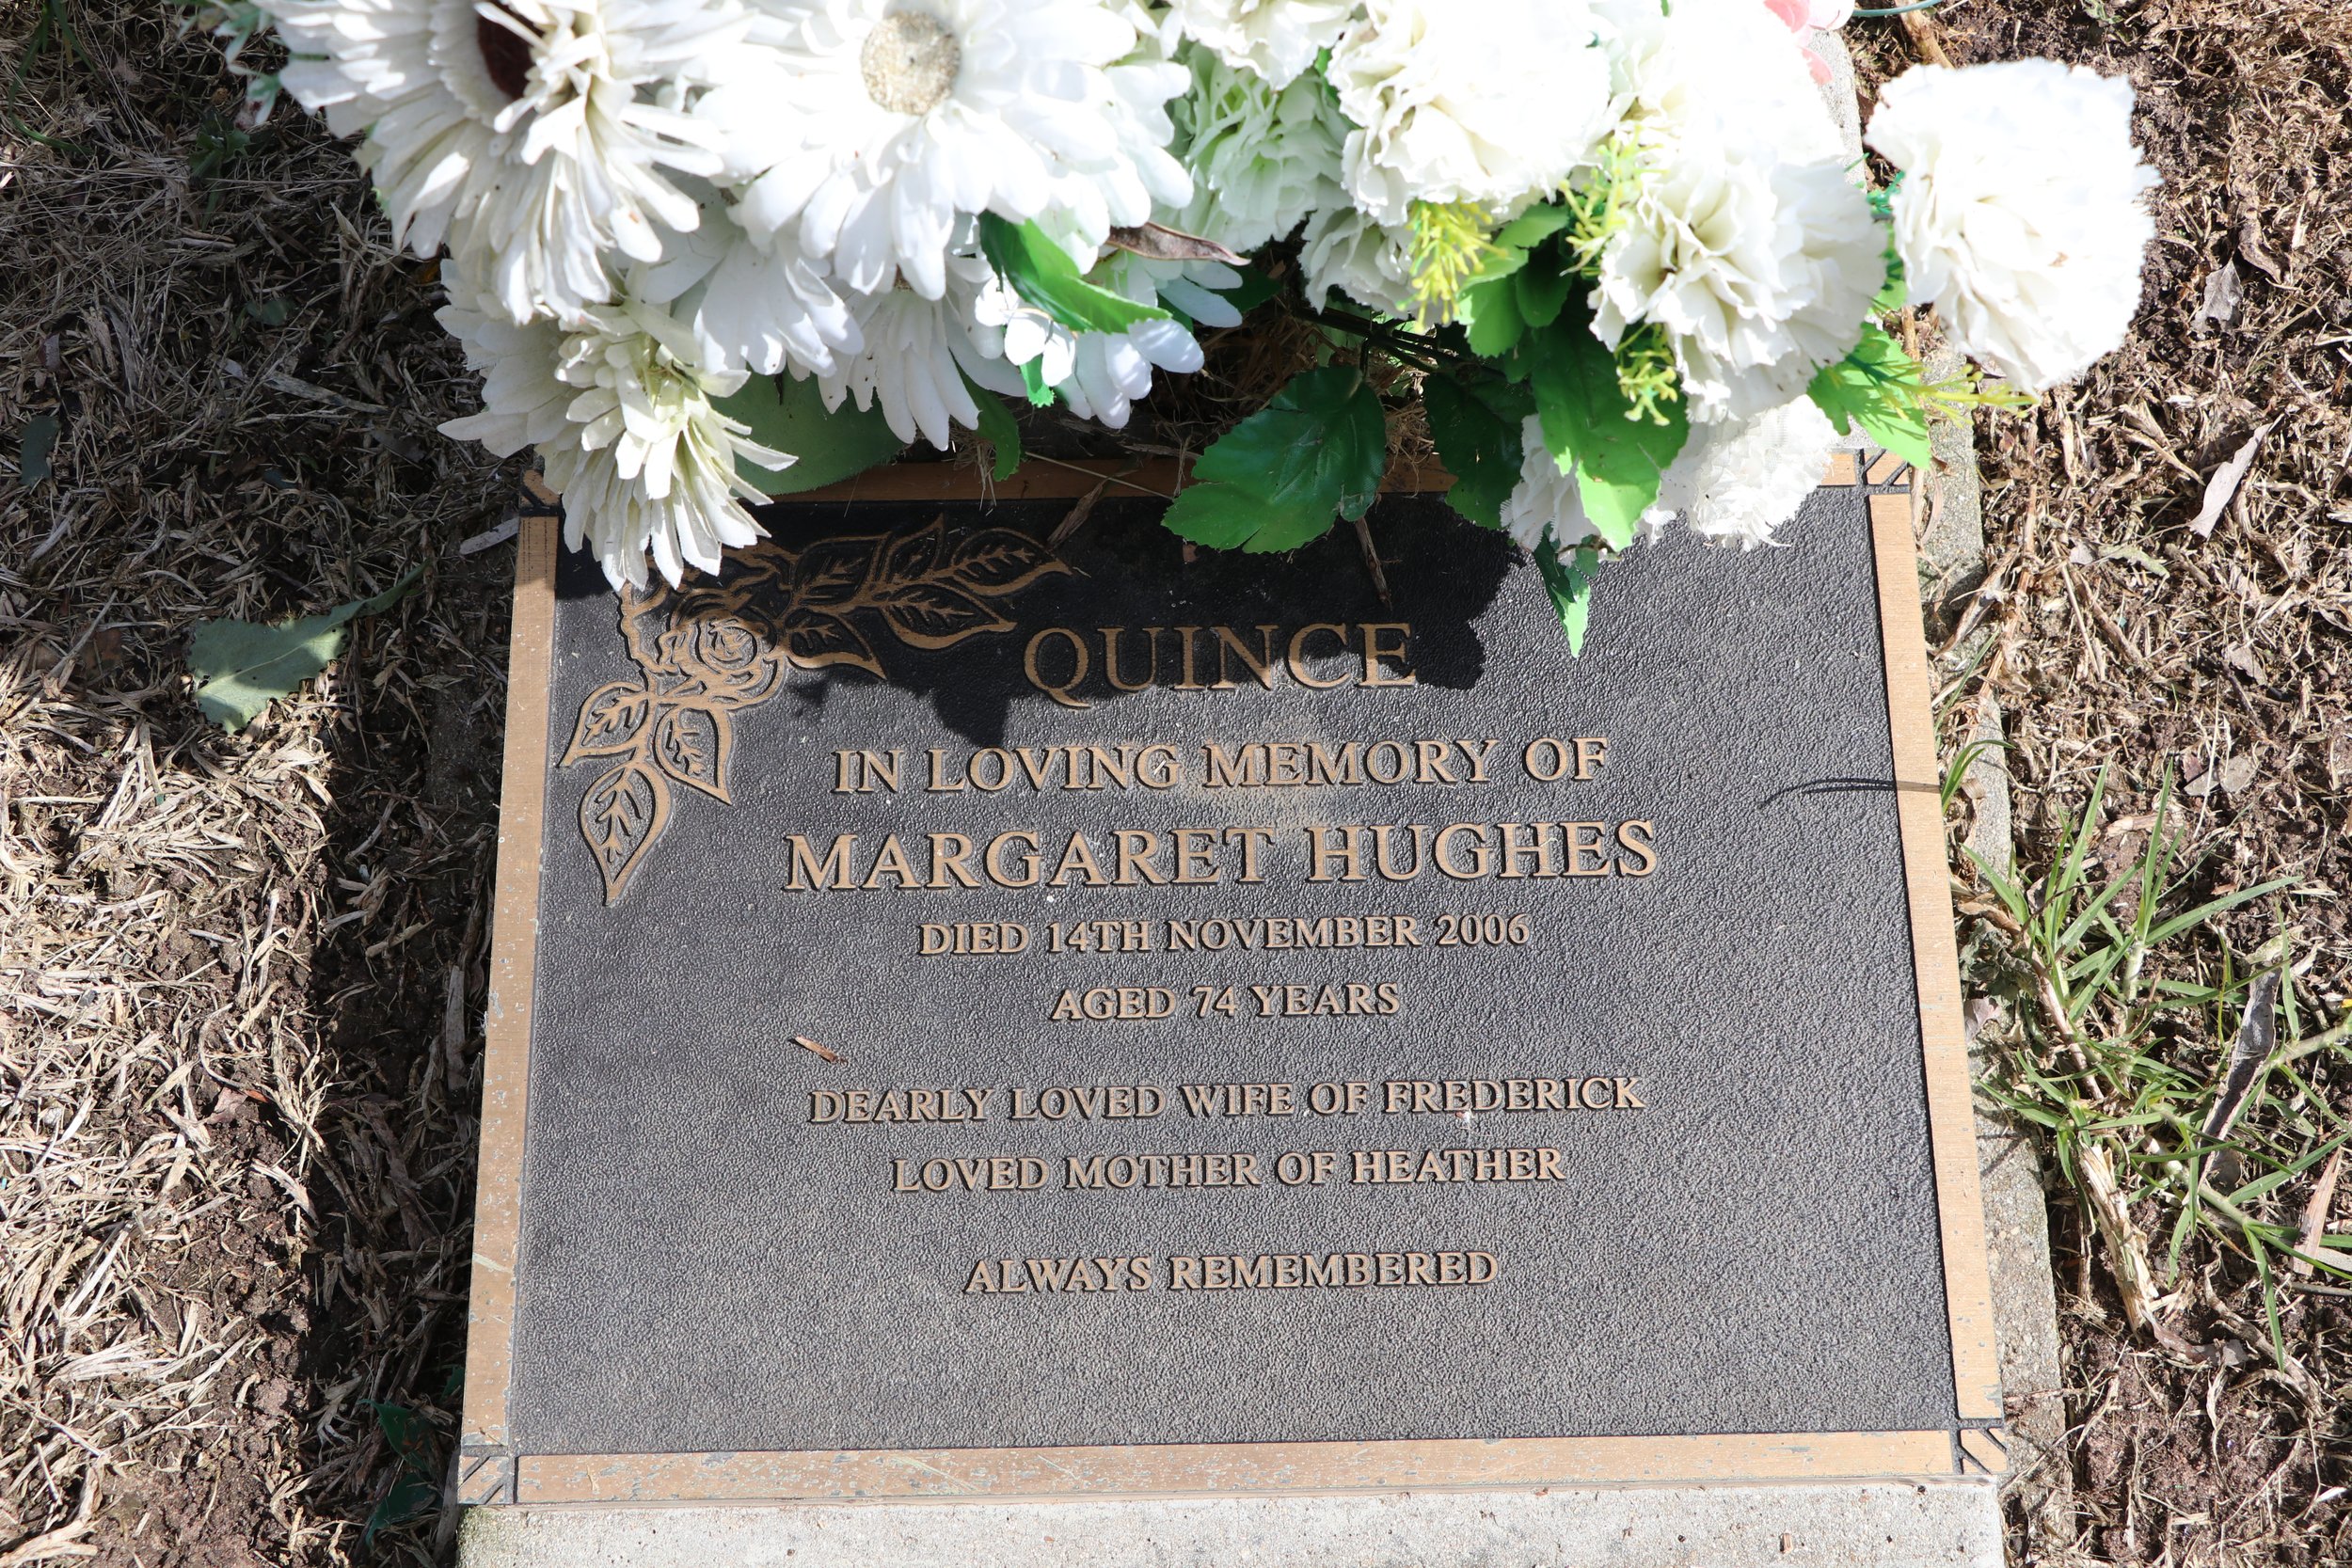 QUINCE
IN LOVING MEMORY OF
MARGARET HUGHES
DIED 14TH NOVEMBER 2006
AGED 74 YEARS
DEARLY LOVED WIFE OF FREDERICK
LOVED MOTHER OF HEATHER
ALWAYS REMEMBERED